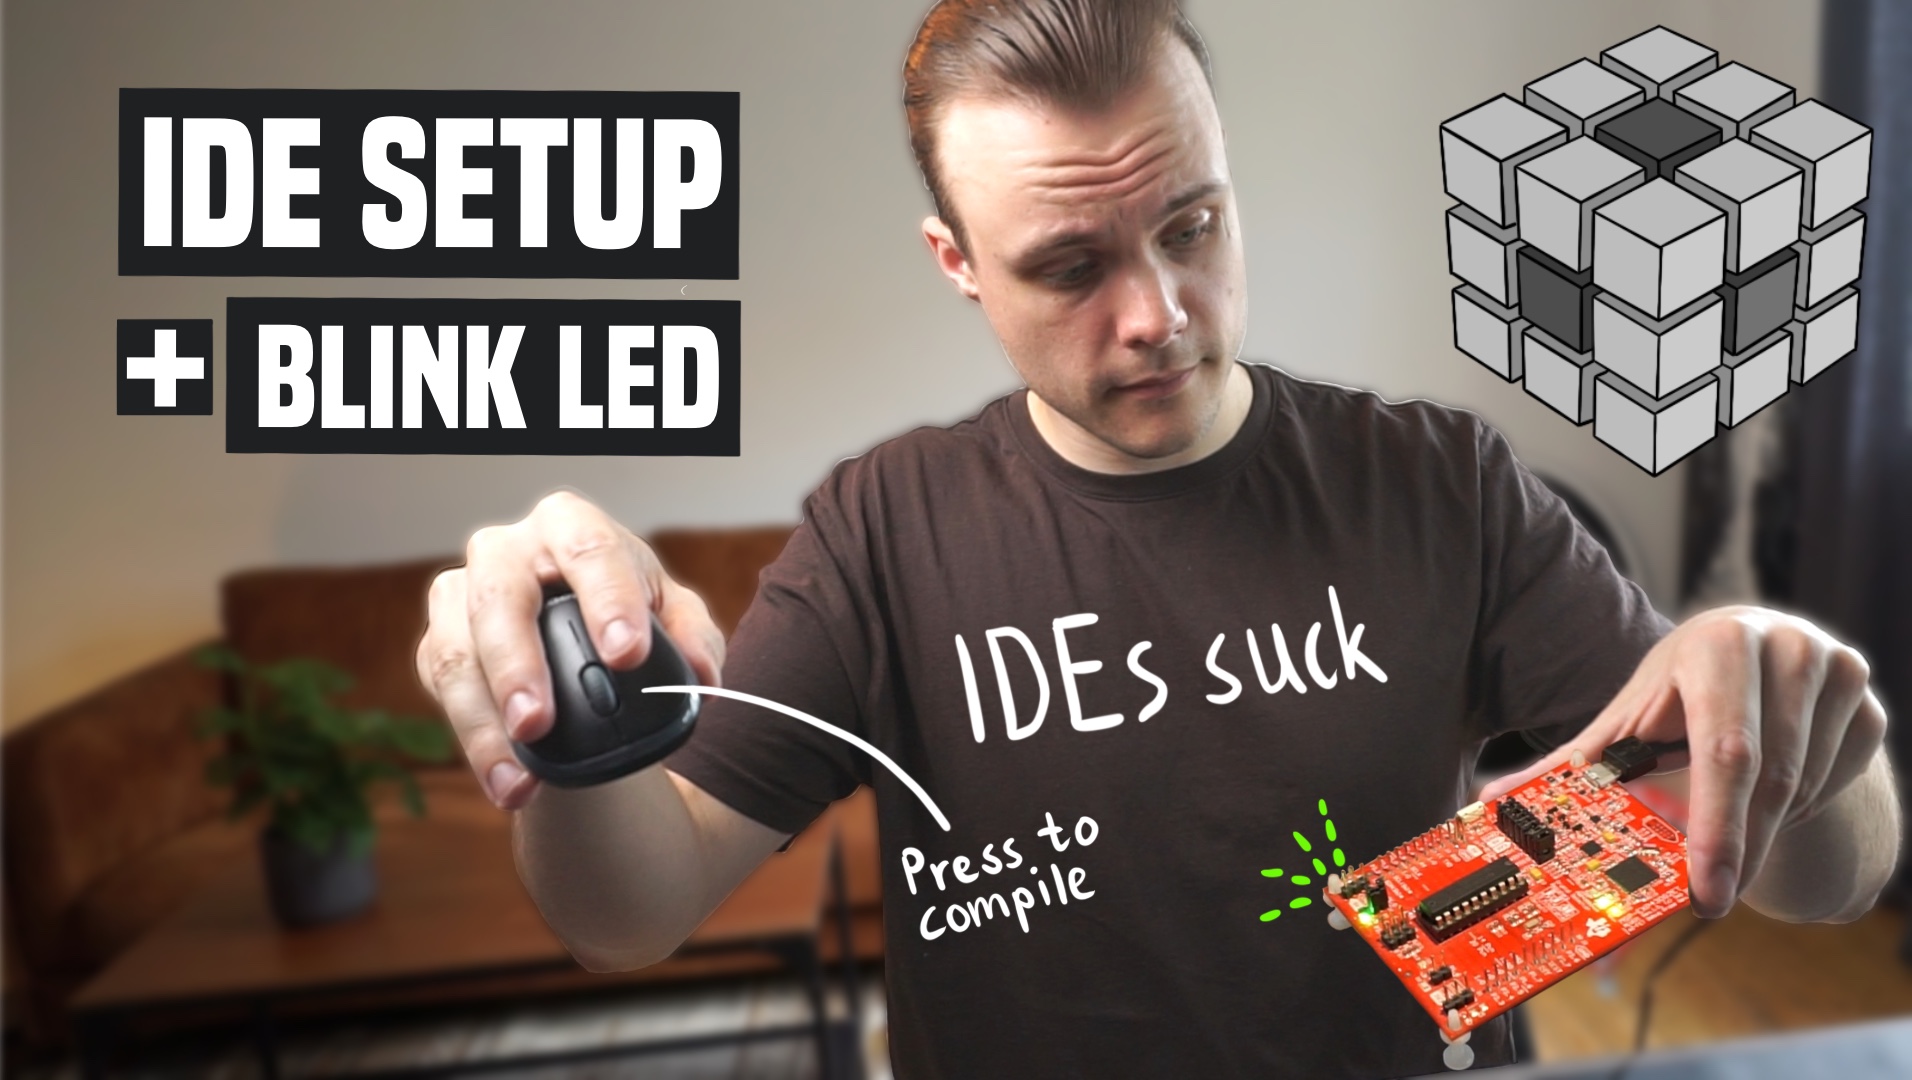 IDE SETUP
+ BLINK LED
IDEs suck
Press to
compile